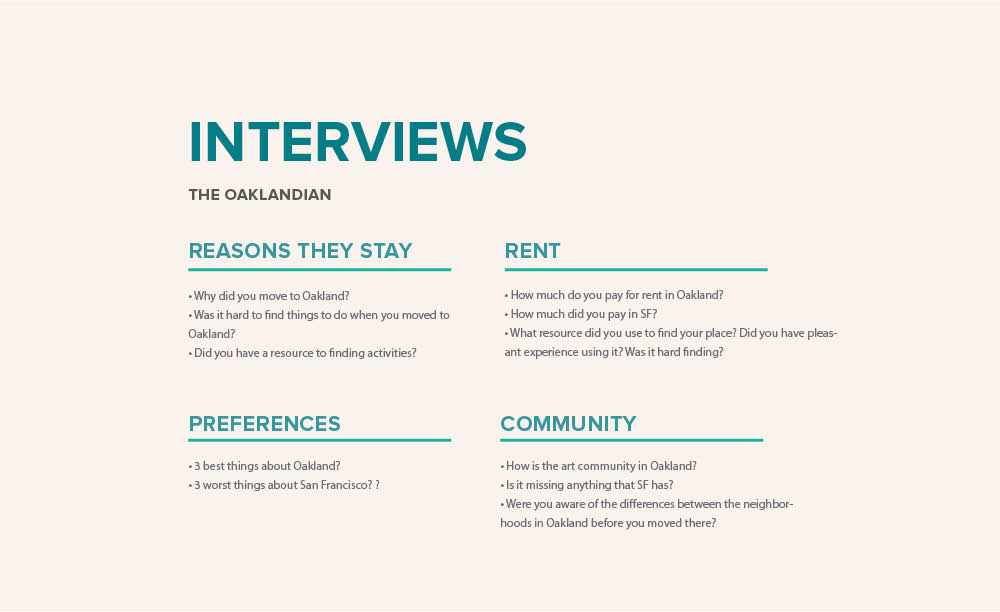 INTERVIEWS
THE OAKLANDIAN
REASONS THEY STAY
• Why did you move to Oakland?
• Was it hard to find things to do when you moved to
Oakland?
• Did you have a resource to finding activities?
RENT
• How much do you pay for rent in Oakland?
• How much did you pay in SF?
• What resource did you use to find your place? Did you have pleas-
ant experience using it? Was it hard finding?
PREFERENCES
• 3 best things about Oakland?
• 3 worst things about San Francisco? ?
COMMUNITY
• How is the art community in Oakland?
• Is it missing anything that SF has?
• Were you aware of the differences between the neighbor-
hoods in Oakland before you moved there?